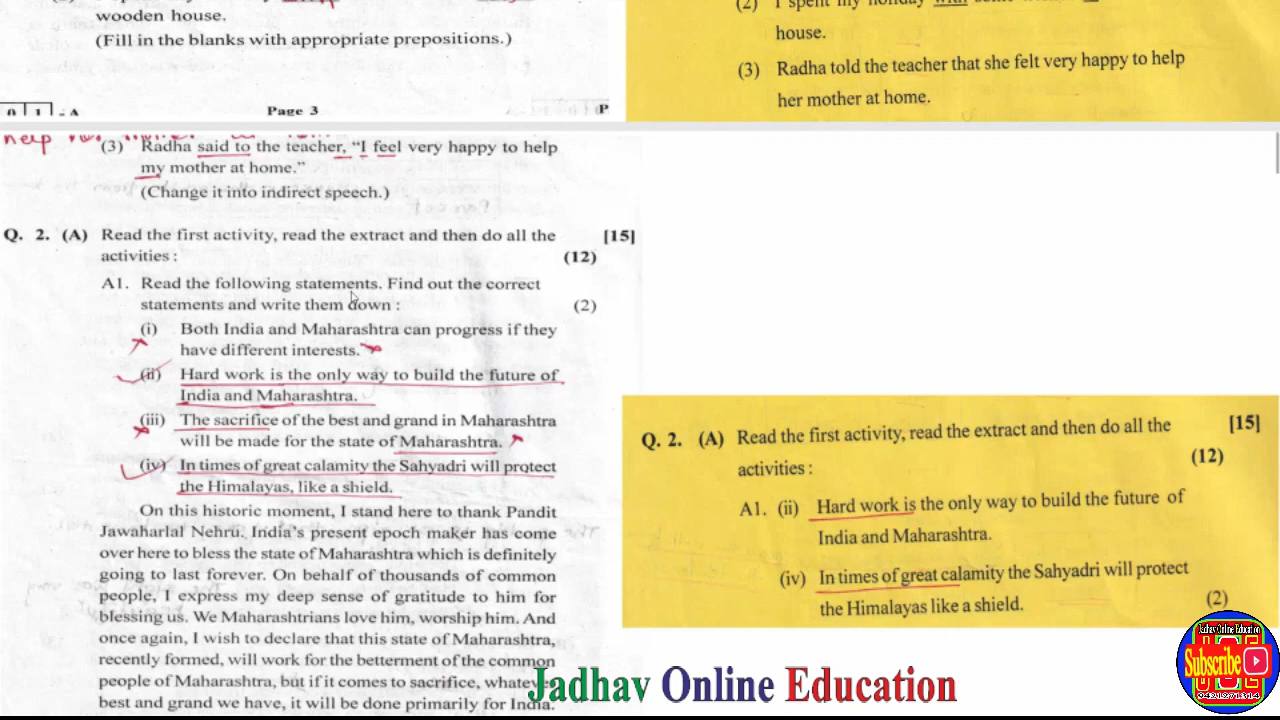 wooden house.
(Fill in the blanks with appropriate prepositions.)
0 1 - A
Page 3
P
help
(3) Radha said to the teacher, "I feel very happy to help
my mother at home."
(Change it into indirect speech.)
Q. 2. (A) Read the first activity, read the extract and then do all the [15]
activities : (12)
A1. Read the following statements. Find out the correct
statements and write them down : (2)
(i) Both India and Maharashtra can progress if they
have different interests.
(ii) Hard work is the only way to build the future of
India and Maharashtra.
(iii) The sacrifice of the best and grand in Maharashtra
will be made for the state of Maharashtra.
(iv) In times of great calamity the Sahyadri will protect
the Himalayas, like a shield.
On this historic moment, I stand here to thank Pandit
Jawaharlal Nehru. India's present epoch maker has come
over here to bless the state of Maharashtra which is definitely
going to last forever. On behalf of thousands of common
people, I express my deep sense of gratitude to him for
blessing us. We Maharashtrians love him, worship him. And
once again, I wish to declare that this state of Maharashtra,
recently formed, will work for the betterment of the common
people of Maharashtra, but if it comes to sacrifice,
best and grand we have, it will be done primarily for India.
(2) I spent my holiday with
house.
(3) Radha told the teacher that she felt very happy to help
her mother at home.
Q. 2. (A) Read the first activity, read the extract and then do all the [15]
activities : (12)
A1. (ii) Hard work is the only way to build the future of
India and Maharashtra.
(iv) In times of great calamity the Sahyadri will protect
the Himalayas like a shield. (2)
Jadhav Online Education
Jadhav Online Education
Subscribe